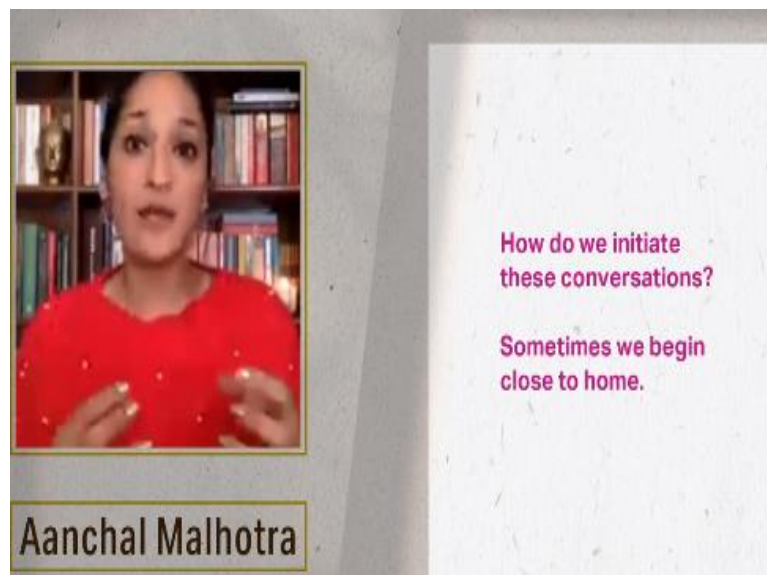 How do we initiate
these conversations?
Sometimes we begin
close to home.
Aanchal Malhotra